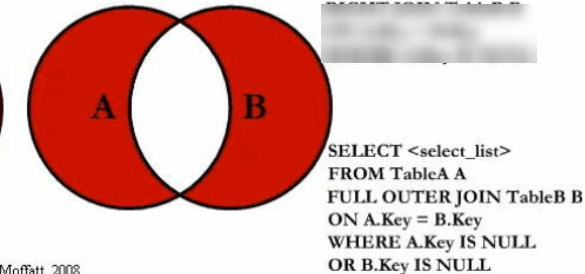 A B
SELECT <select_list>
FROM TableA A
FULL OUTER JOIN TableB B
ON A.Key = B.Key
WHERE A.Key IS NULL
OR B.Key IS NULL
Moffatt, 2008